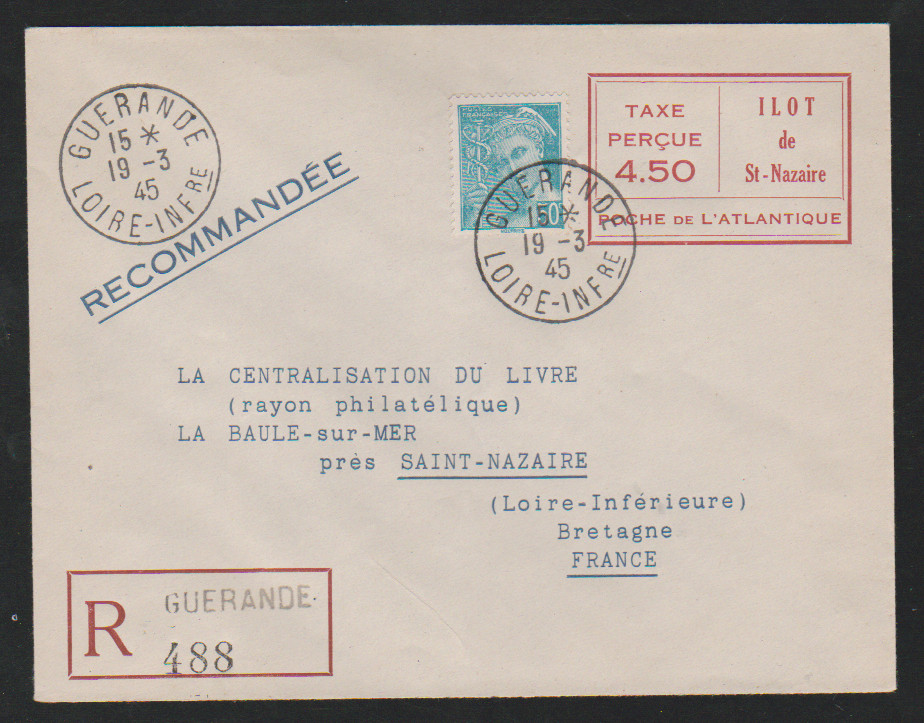 GUERANDE
15 *
19 -3
45
LOIRE-INFRE
RECOMMANDÉE
POSTES FRANÇAISES
50
GUERANDE
15 *
19 -3
45
LOIRE-INFRE
TAXE PERÇUE 4.50
ILOT de St-Nazaire
POCHE DE L'ATLANTIQUE
LA CENTRALISATION DU LIVRE
(rayon philatélique)
LA BAULE-sur-MER
près SAINT-NAZAIRE
(Loire-Inférieure)
Bretagne
FRANCE
R
GUERANDE
488